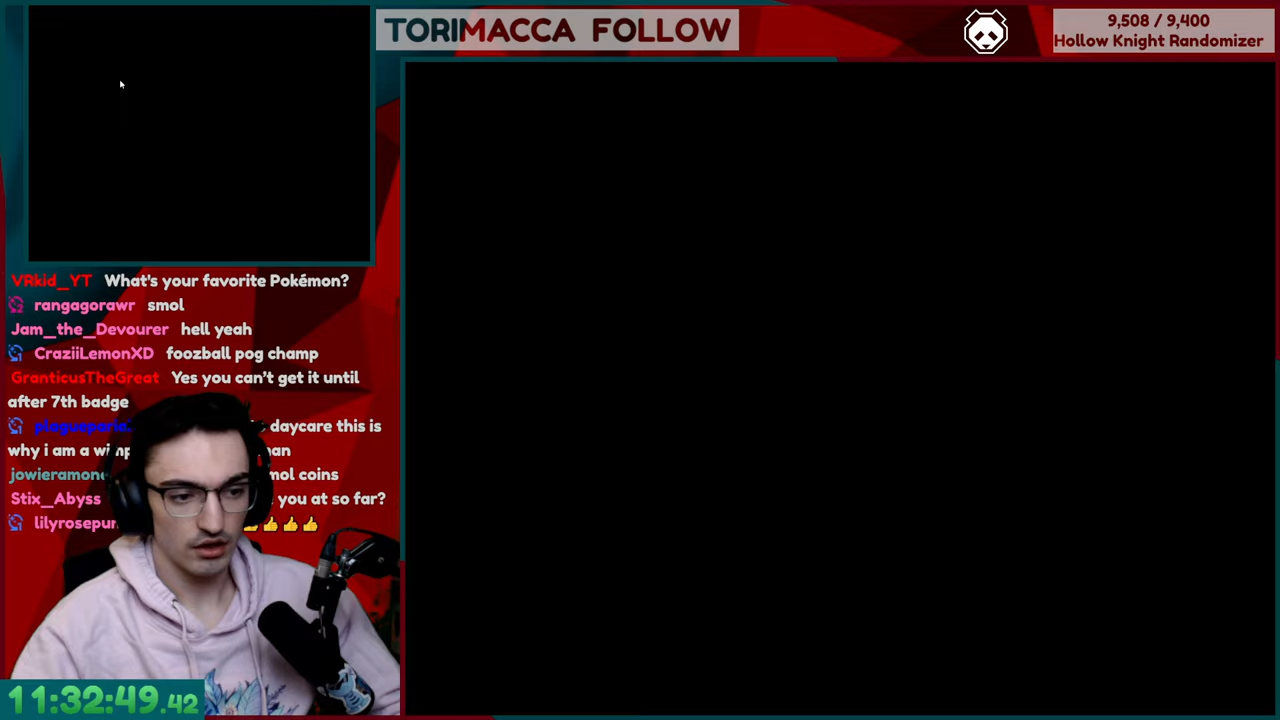 TORIMACCA FOLLOW
9,508 / 9,400
Hollow Knight Randomizer
VRkid_YT What's your favorite Pokémon?
rangagorawr smol
Jam_the_Devourer hell yeah
CraziiLemonXD foozball pog champ
GranticusTheGreat Yes you can't get it until
after 7th badge
daycare this is
why i am a
coins
Stix_Abyss you at so far?
11:32:49.42